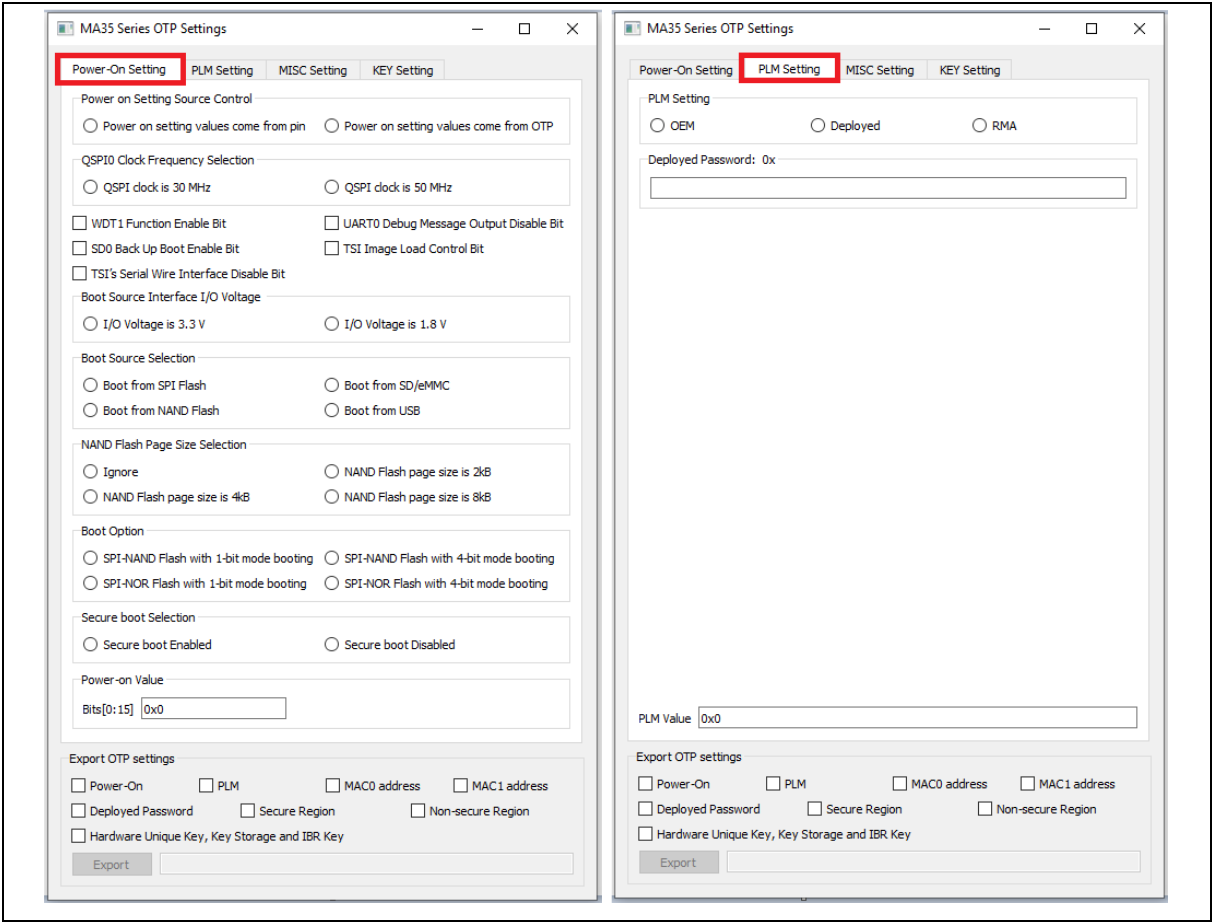 MA35 Series OTP Settings
Power-On Setting PLM Setting MISC Setting KEY Setting
Power on Setting Source Control
Power on setting values come from pin Power on setting values come from OTP
QSPI0 Clock Frequency Selection
QSPI clock is 30 MHz QSPI clock is 50 MHz
WDT1 Function Enable Bit UART0 Debug Message Output Disable Bit
SD0 Back Up Boot Enable Bit TSI Image Load Control Bit
TSI's Serial Wire Interface Disable Bit
Boot Source Interface I/O Voltage
I/O Voltage is 3.3 V I/O Voltage is 1.8 V
Boot Source Selection
Boot from SPI Flash Boot from SD/eMMC
Boot from NAND Flash Boot from USB
NAND Flash Page Size Selection
Ignore NAND Flash page size is 2kB
NAND Flash page size is 4kB NAND Flash page size is 8kB
Boot Option
SPI-NAND Flash with 1-bit mode booting SPI-NAND Flash with 4-bit mode booting
SPI-NOR Flash with 1-bit mode booting SPI-NOR Flash with 4-bit mode booting
Secure boot Selection
Secure boot Enabled Secure boot Disabled
Power-on Value
Bits[0:15] 0x0
Export OTP settings
Power-On PLM MAC0 address MAC1 address
Deployed Password Secure Region Non-secure Region
Hardware Unique Key, Key Storage and IBR Key
Export
MA35 Series OTP Settings
Power-On Setting PLM Setting MISC Setting KEY Setting
PLM Setting
OEM Deployed RMA
Deployed Password: 0x
PLM Value 0x0
Export OTP settings
Power-On PLM MAC0 address MAC1 address
Deployed Password Secure Region Non-secure Region
Hardware Unique Key, Key Storage and IBR Key
Export